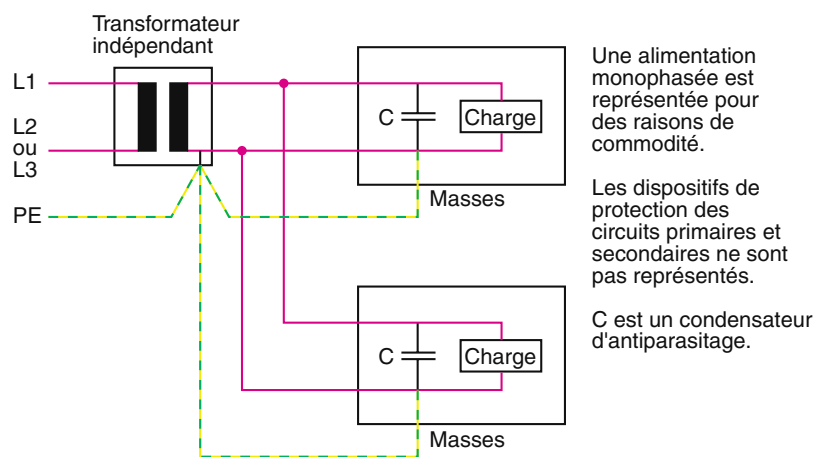 Transformateur
indépendant
L1
L2
ou
L3
PE
C
Charge
Masses
C
Charge
Masses
Une alimentation
monophasée est
représentée pour
des raisons de
commodité.
Les dispositifs de
protection des
circuits primaires et
secondaires ne sont
pas représentés.
C est un condensateur
d'antiparasitage.